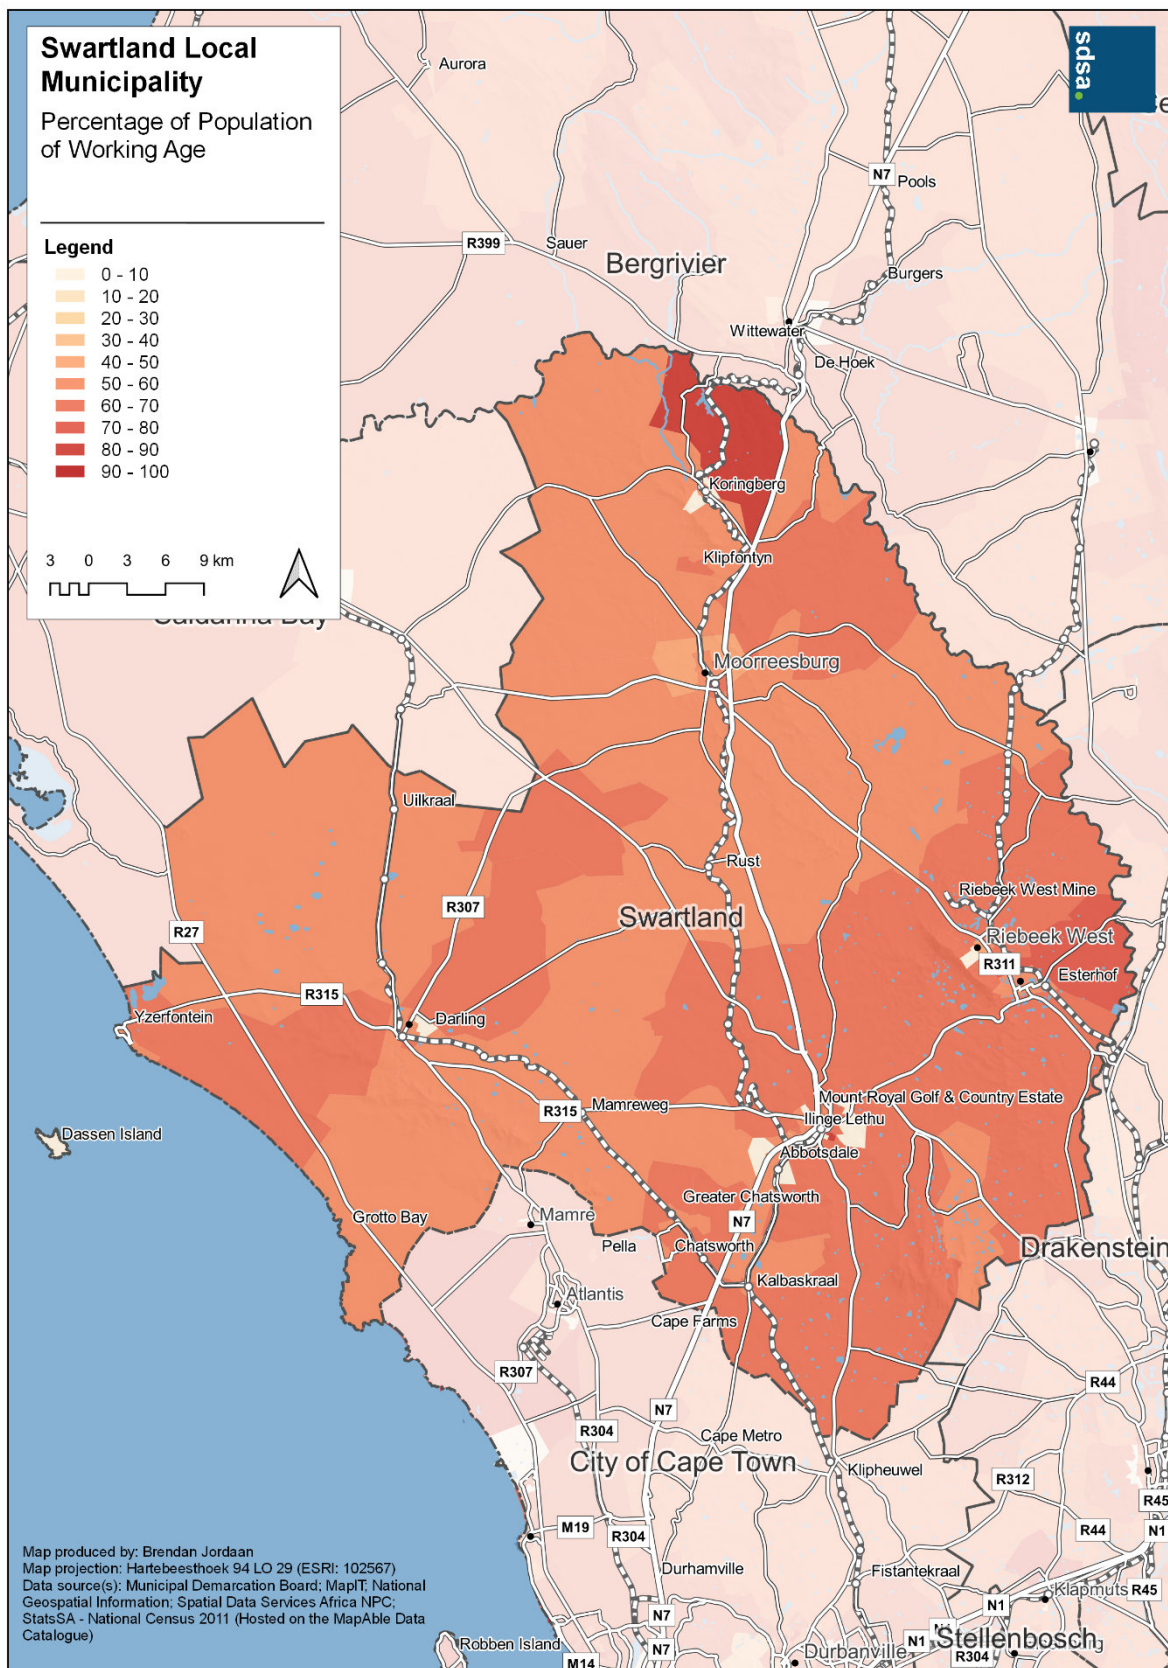 Swartland Local
Municipality
Percentage of Population
of Working Age
Legend
0 - 10
10 - 20
20 - 30
30 - 40
40 - 50
50 - 60
60 - 70
70 - 80
80 - 90
90 - 100
3 0 3 6 9 km
sdsa.
Aurora
N7
Pools
R399
Sauer
Bergrivier
Burgers
Wittewater
De Hoek
Koringberg
Klipfontyn
Saldanha Bay
Moorreesburg
Uilkraal
Rust
Riebeek West Mine
R307
Swartland
R27
Riebeek West
R311
Esterhof
R315
Yzerfontein
Darling
Mount Royal Golf & Country Estate
R315
Mamreweg
Ilinge Lethu
Dassen Island
Abbotsdale
Greater Chatsworth
Grotto Bay
Mamre
N7
Pella
Chatsworth
Drakenstein
Kalbaskraal
Atlantis
Cape Farms
R307
R44
N7
R304
Cape Metro
City of Cape Town
Klipheuwel
R312
R45
M19
R304
R44
N1
Durhamville
Fistantekraal
Klapmuts
R45
N1
N7
Robben Island
N1
Stellenbosch
Durbanville
R304
N7
M14
Map produced by: Brendan Jordaan
Map projection: Hartebeesthoek 94 LO 29 (ESRI: 102567)
Data source(s): Municipal Demarcation Board; MapIT; National
Geospatial Information; Spatial Data Services Africa NPC;
StatsSA - National Census 2011 (Hosted on the MapAble Data
Catalogue)